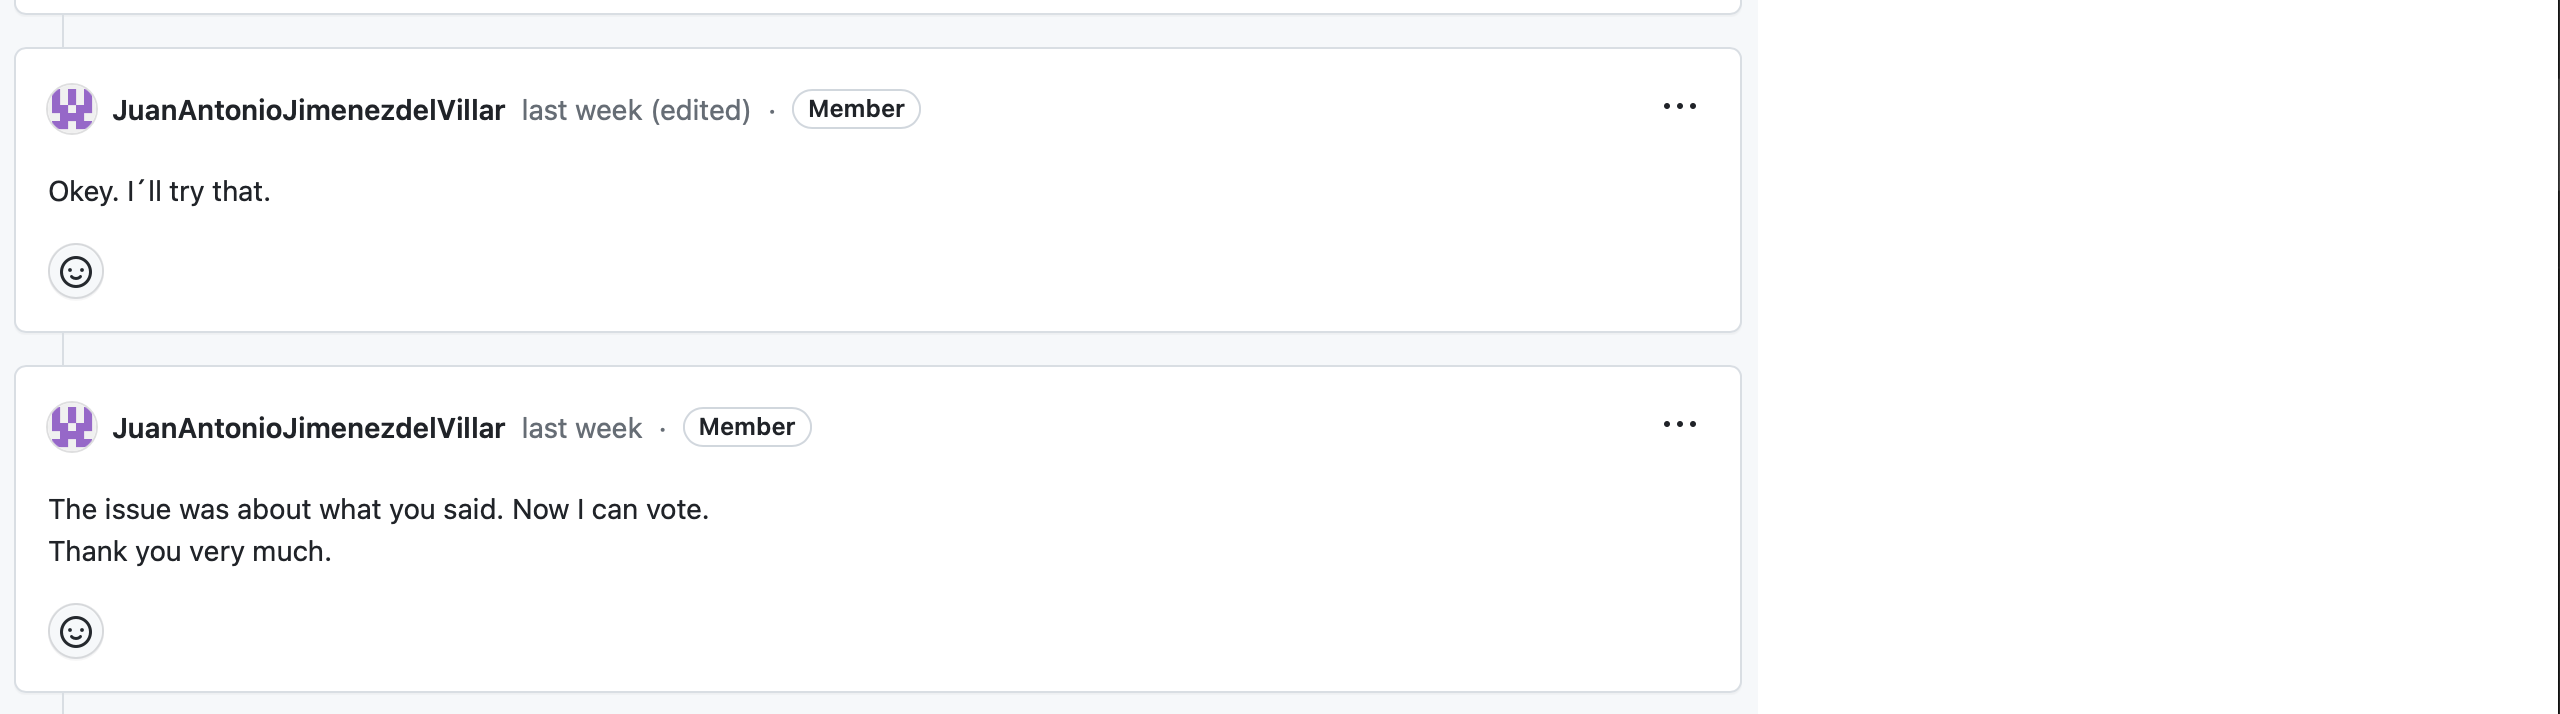 JuanAntonioJimenezdelVillar last week (edited) · Member
Okey. I´ll try that.
JuanAntonioJimenezdelVillar last week · Member
The issue was about what you said. Now I can vote.
Thank you very much.